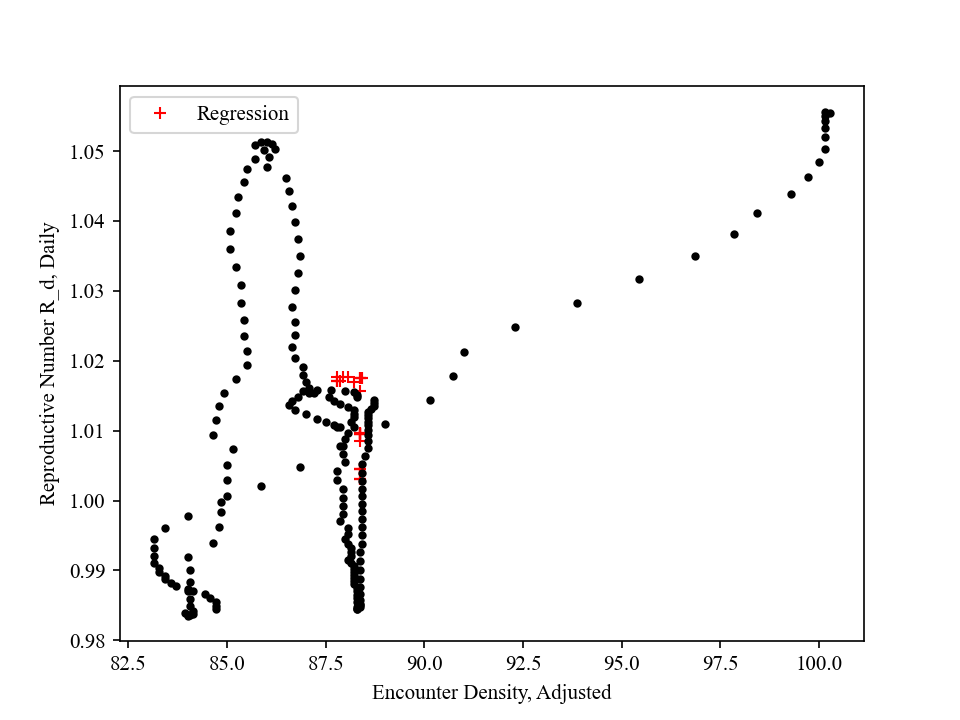 Regression
1.05
1.04
1.03
1.02
1.01
1.00
0.99
0.98
Reproductive Number R_d, Daily
82.5 85.0 87.5 90.0 92.5 95.0 97.5 100.0
Encounter Density, Adjusted